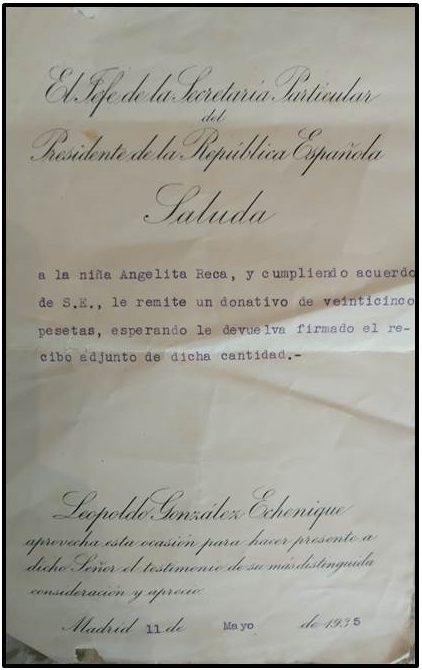 El Jefe de la Secretaría Particular
del
Presidente de la República Española
Saluda
a la niña Angelita Reca, y cumpliendo acuerdo
de S.E., le remite un donativo de veinticinco
pesetas, esperando le devuelva firmado el re-
cibo adjunto de dicha cantidad.-
Leopoldo González Echenique
aprovecha esta ocasión para hacer presente a
dicho Señor el testimonio de su más distinguida
consideración y aprecio
Madrid 11 de Mayo de 1935